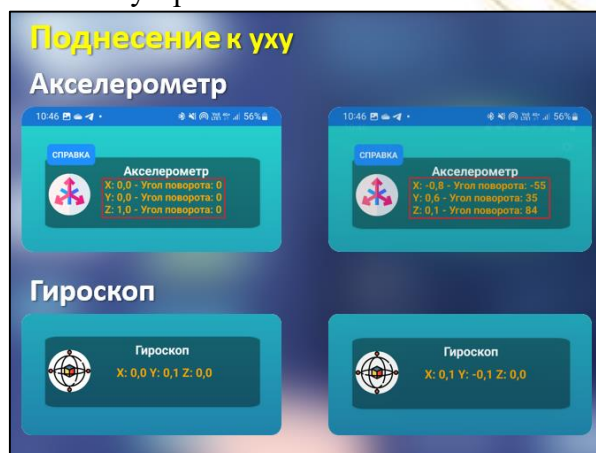 Поднесение к уху
Акселерометр
10:46 56%
СПРАВКА
Акселерометр
X: 0,0 - Угол поворота: 0
Y: 0,0 - Угол поворота: 0
Z: 1,0 - Угол поворота: 0
10:46 56%
СПРАВКА
Акселерометр
X: -0,8 - Угол поворота: -55
Y: 0,6 - Угол поворота: 35
Z: 0,1 - Угол поворота: 84
Гироскоп
Гироскоп
X: 0,0 Y: 0,1 Z: 0,0
Гироскоп
X: 0,1 Y: -0,1 Z: 0,0